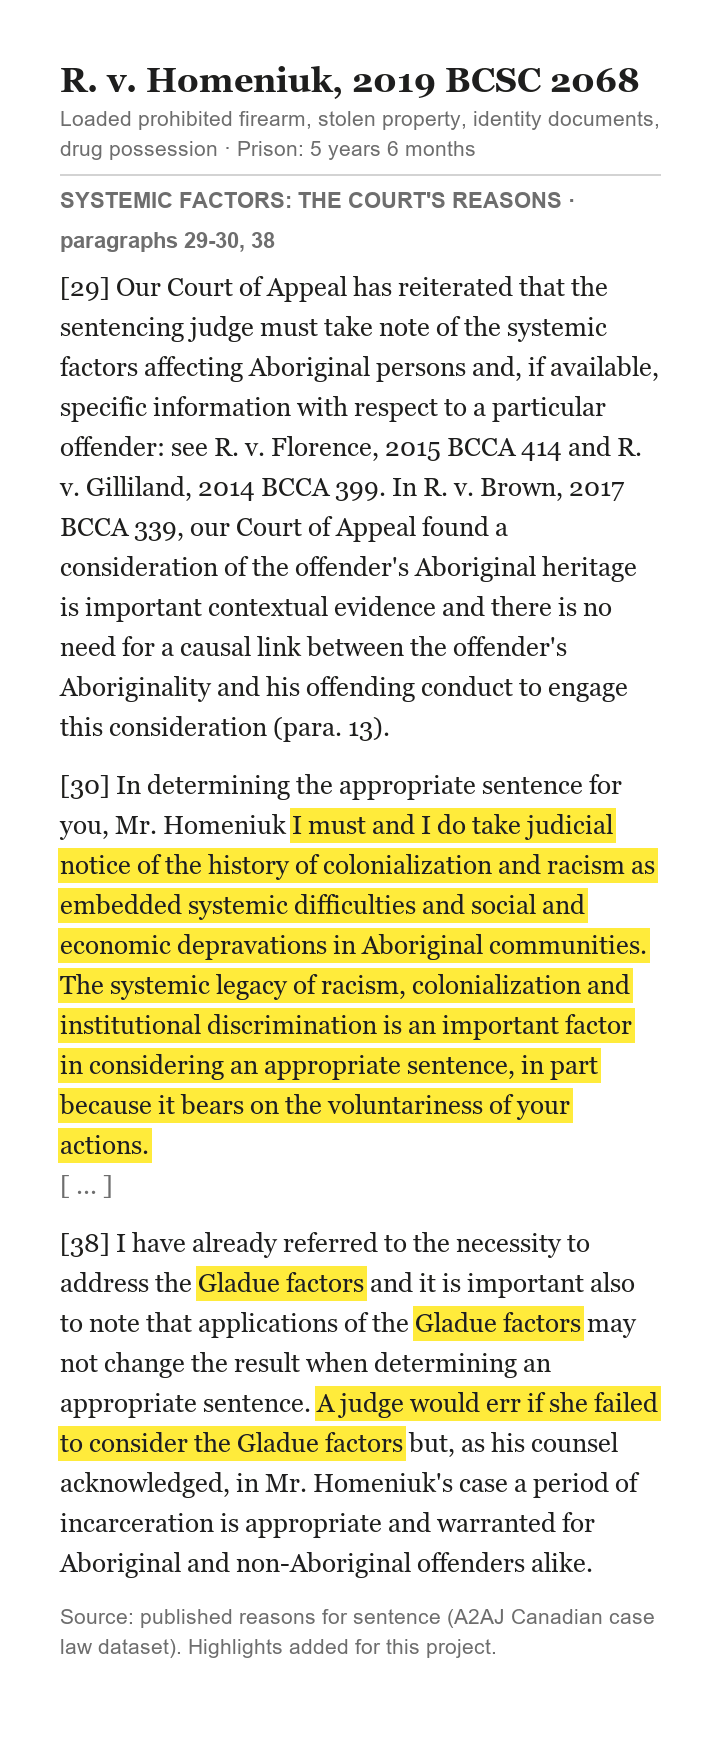 R. v. Homeniuk, 2019 BCSC 2068
Loaded prohibited firearm, stolen property, identity documents,
drug possession · Prison: 5 years 6 months
SYSTEMIC FACTORS: THE COURT'S REASONS ·
paragraphs 29-30, 38
[29] Our Court of Appeal has reiterated that the
sentencing judge must take note of the systemic
factors affecting Aboriginal persons and, if available,
specific information with respect to a particular
offender: see R. v. Florence, 2015 BCCA 414 and R.
v. Gilliland, 2014 BCCA 399. In R. v. Brown, 2017
BCCA 339, our Court of Appeal found a
consideration of the offender's Aboriginal heritage
is important contextual evidence and there is no
need for a causal link between the offender's
Aboriginality and his offending conduct to engage
this consideration (para. 13).
[30] In determining the appropriate sentence for
you, Mr. Homeniuk I must and I do take judicial
notice of the history of colonialization and racism as
embedded systemic difficulties and social and
economic depravations in Aboriginal communities.
The systemic legacy of racism, colonialization and
institutional discrimination is an important factor
in considering an appropriate sentence, in part
because it bears on the voluntariness of your
actions.
[ ... ]
[38] I have already referred to the necessity to
address the Gladue factors and it is important also
to note that applications of the Gladue factors may
not change the result when determining an
appropriate sentence. A judge would err if she failed
to consider the Gladue factors but, as his counsel
acknowledged, in Mr. Homeniuk's case a period of
incarceration is appropriate and warranted for
Aboriginal and non-Aboriginal offenders alike.
Source: published reasons for sentence (A2AJ Canadian case
law dataset). Highlights added for this project.